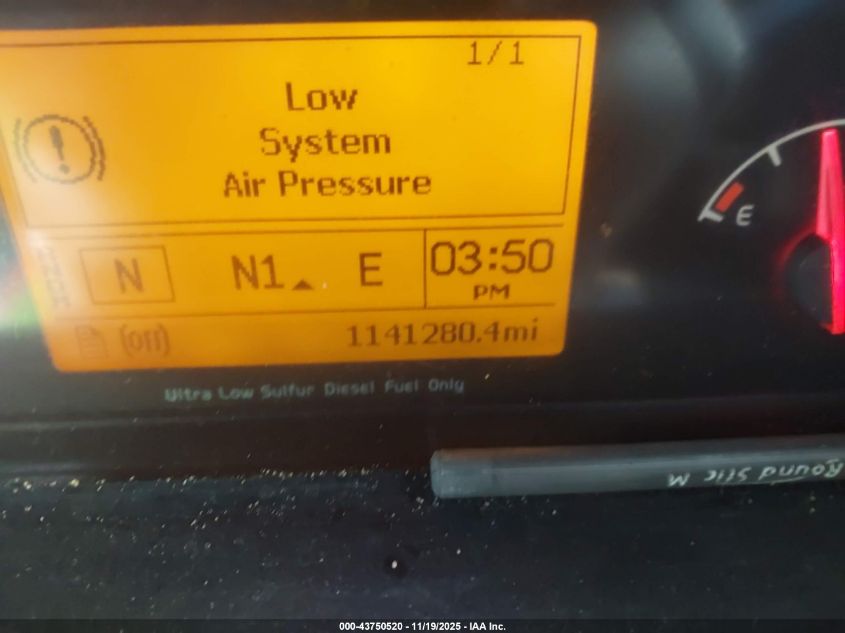 1/1
Low
System
Air Pressure
N N1 E 03:50
PM
1141280.4mi
E
Ultra Low Sulfur Diesel Fuel Only
Round Stic M
000-43750520 - 11/19/2025 - IAA Inc.